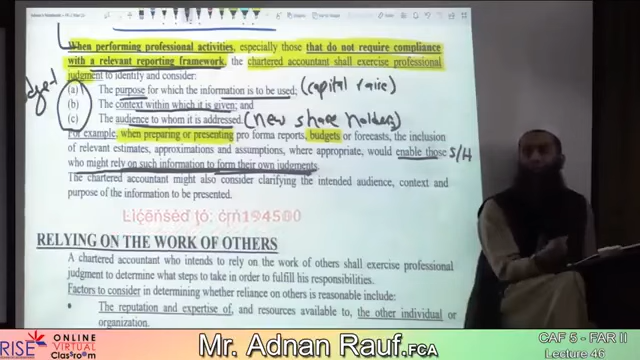 When performing professional activities, especially those that do not require compliance
with a relevant reporting framework, the chartered accountant shall exercise professional
judgment to identify and consider:
(a) The purpose for which the information is to be used; (capital raise)
(b) The context within which it is given; and
(c) The audience to whom it is addressed. (new share holders)
For example, when preparing or presenting pro forma reports, budgets or forecasts, the inclusion
of relevant estimates, approximations and assumptions, where appropriate, would enable those S/H
who might rely on such information to form their own judgments.
The chartered accountant might also consider clarifying the intended audience, context and
purpose of the information to be presented.
Licensed to: cm194500
RELYING ON THE WORK OF OTHERS
A chartered accountant who intends to rely on the work of others shall exercise professional
judgment to determine what steps to take in order to fulfill his responsibilities.
Factors to consider in determining whether reliance on others is reasonable include:
• The reputation and expertise of, and resources available to, the other individual or
organization.
RISE ONLINE VIRTUAL Classroom
Mr. Adnan Rauf.FCA
CAF 5 - FAR II
Lecture 46